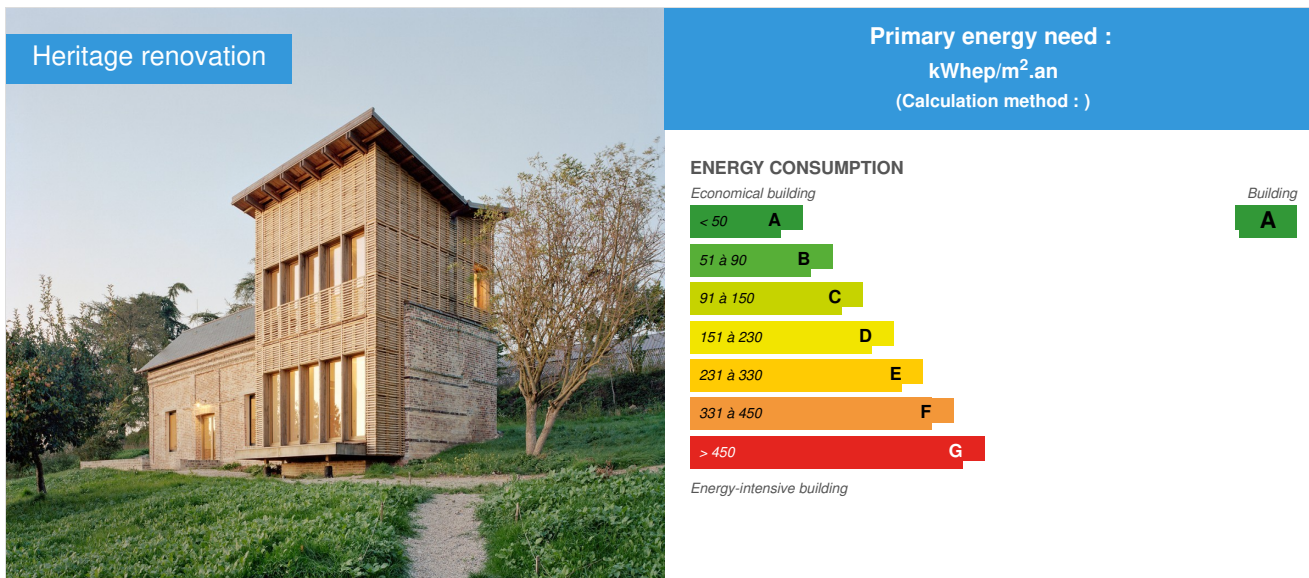 Heritage renovation
Primary energy need :
kWhep/m².an
(Calculation method : )
ENERGY CONSUMPTION
Economical building
Building
< 50 A
A
51 à 90 B
91 à 150 C
151 à 230 D
231 à 330 E
331 à 450 F
> 450 G
Energy-intensive building